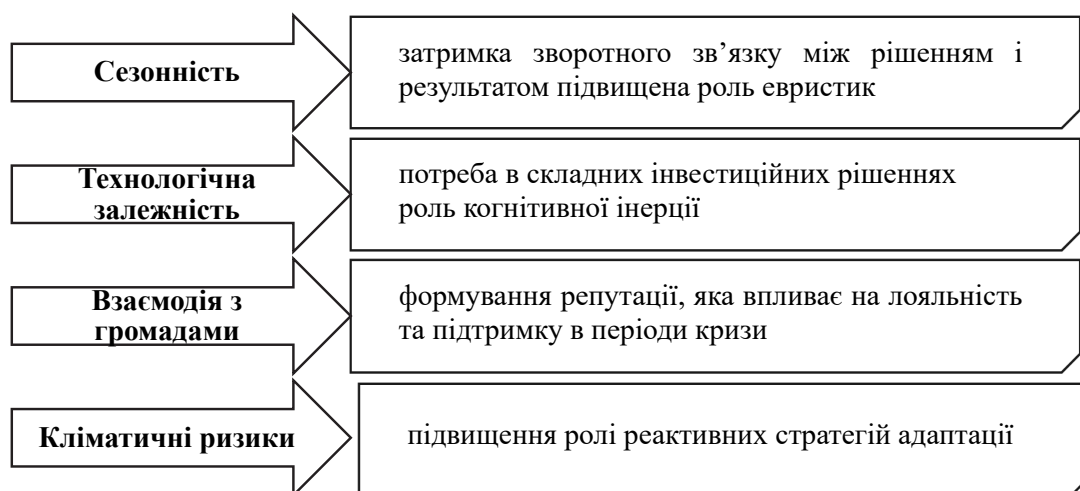 Сезонність
затримка зворотного зв’язку між рішенням і
результатом підвищена роль евристик
Технологічна
залежність
потреба в складних інвестиційних рішеннях
роль когнітивної інерції
Взаємодія з
громадами
формування репутації, яка впливає на лояльність
та підтримку в періоди кризи
Кліматичні ризики
підвищення ролі реактивних стратегій адаптації